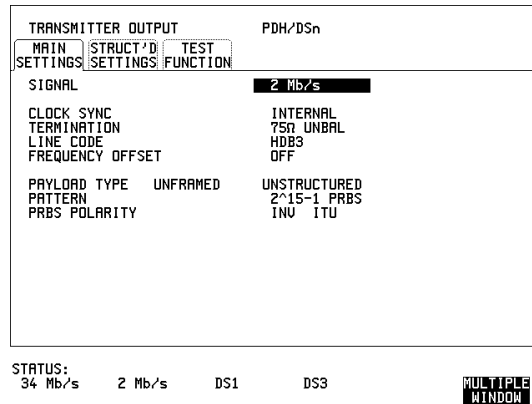 TRANSMITTER OUTPUT PDH/DSn
MAIN SETTINGS STRUCT'D SETTINGS TEST FUNCTION
SIGNAL 2 Mb/s
CLOCK SYNC INTERNAL
TERMINATION 75Ω UNBAL
LINE CODE HDB3
FREQUENCY OFFSET OFF
PAYLOAD TYPE UNFRAMED UNSTRUCTURED
PATTERN 2^15-1 PRBS
PRBS POLARITY INV ITU
STATUS:
34 Mb/s 2 Mb/s DS1 DS3 MULTIPLE WINDOW